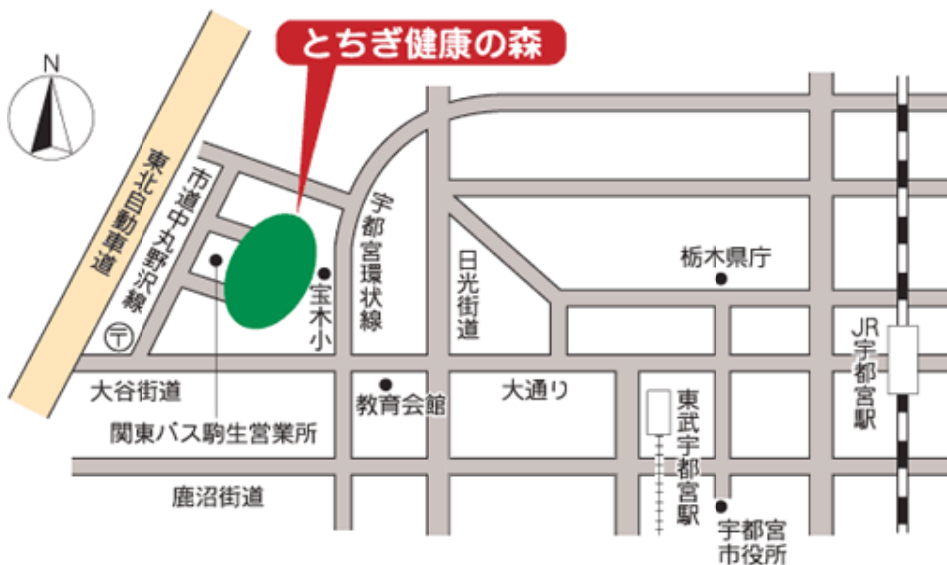 とちぎ健康の森
N
東北自動車道
市道中丸野沢線
〒
宝木小
宇都宮環状線
日光街道
栃木県庁
JR宇都宮駅
大谷街道
教育会館
大通り
東武宇都宮駅
関東バス駒生営業所
鹿沼街道
宇都宮
市役所